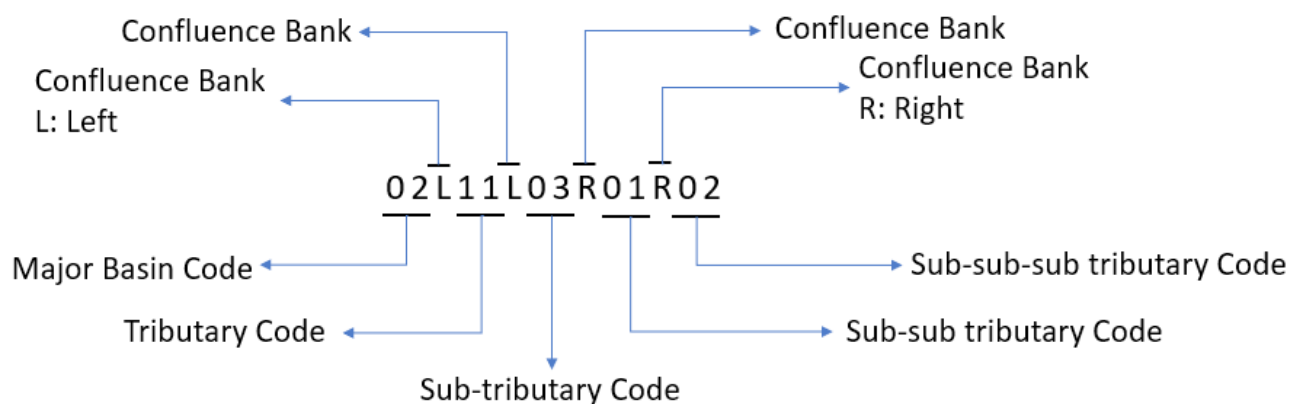 Confluence Bank
Confluence Bank
Confluence Bank
L: Left
Confluence Bank
R: Right
02L11L03R01R02
Major Basin Code
Sub-sub-sub tributary Code
Tributary Code
Sub-sub tributary Code
Sub-tributary Code